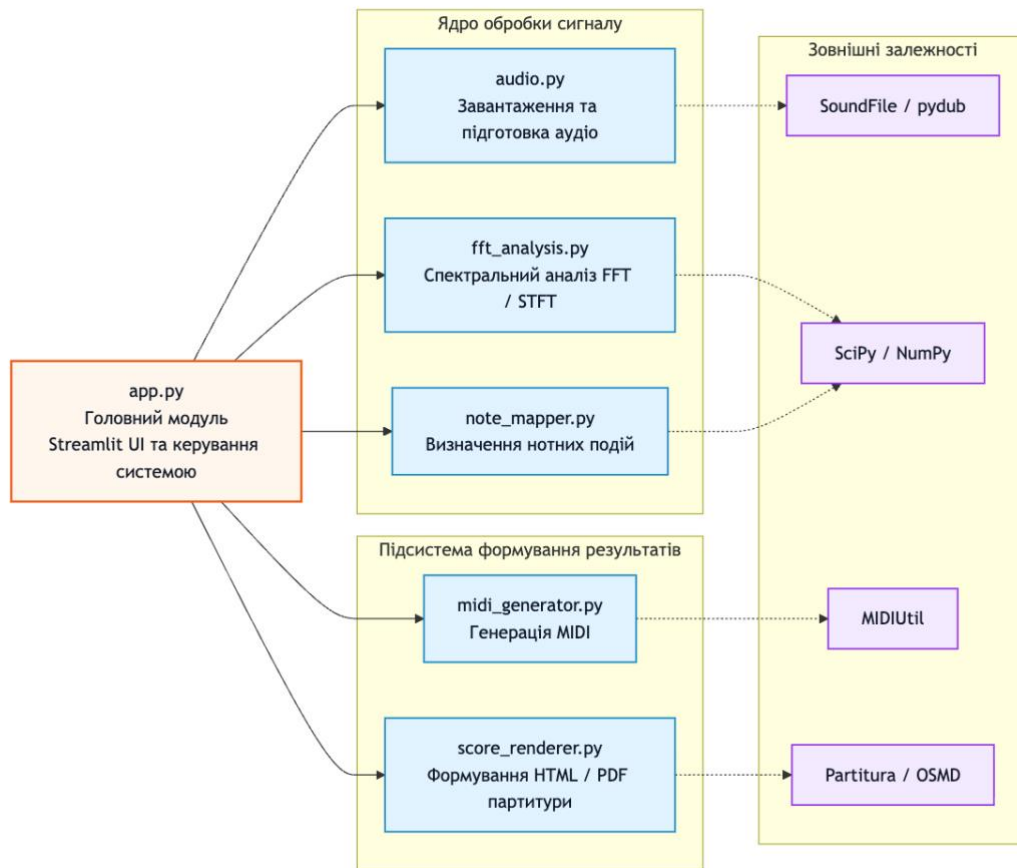 Ядро обробки сигналу
audio.py
Завантаження та
підготовка аудіо
fft_analysis.py
Спектральний аналіз FFT
/ STFT
note_mapper.py
Визначення нотних подій
app.py
Головний модуль
Streamlit UI та керування
системою
Підсистема формування результатів
midi_generator.py
Генерація MIDI
score_renderer.py
Формування HTML / PDF
партитури
Зовнішні залежності
SoundFile / pydub
SciPy / NumPy
MIDIUtil
Partitura / OSMD